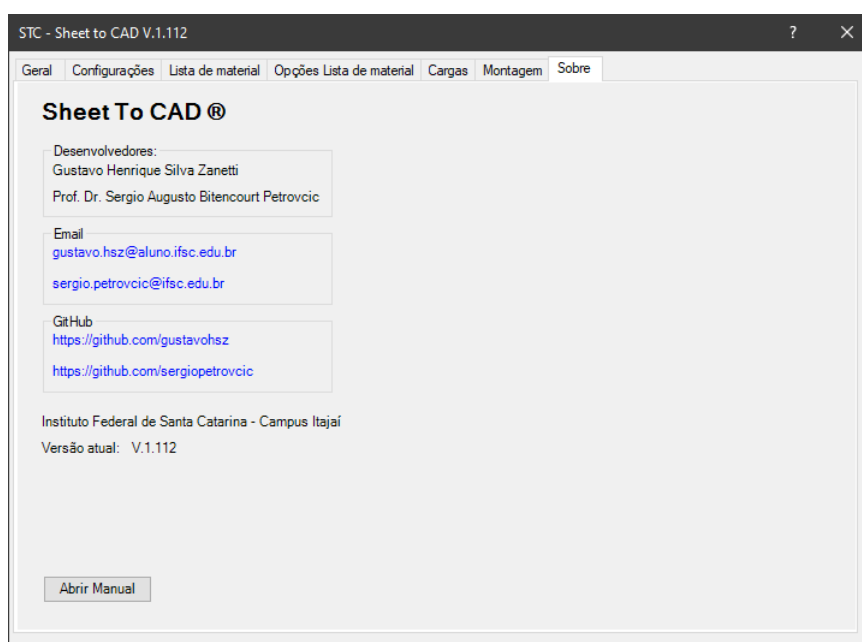 STC - Sheet to CAD V.1.112 ? ×
Geral Configurações Lista de material Opções Lista de material Cargas Montagem Sobre
Sheet To CAD ®
Desenvolvedores:
Gustavo Henrique Silva Zanetti
Prof. Dr. Sergio Augusto Bitencourt Petrovcic
Email
gustavo.hsz@aluno.ifsc.edu.br
sergio.petrovcic@ifsc.edu.br
GitHub
https://github.com/gustavohsz
https://github.com/sergiopetrovcic
Instituto Federal de Santa Catarina - Campus Itajaí
Versão atual: V.1.112
Abrir Manual